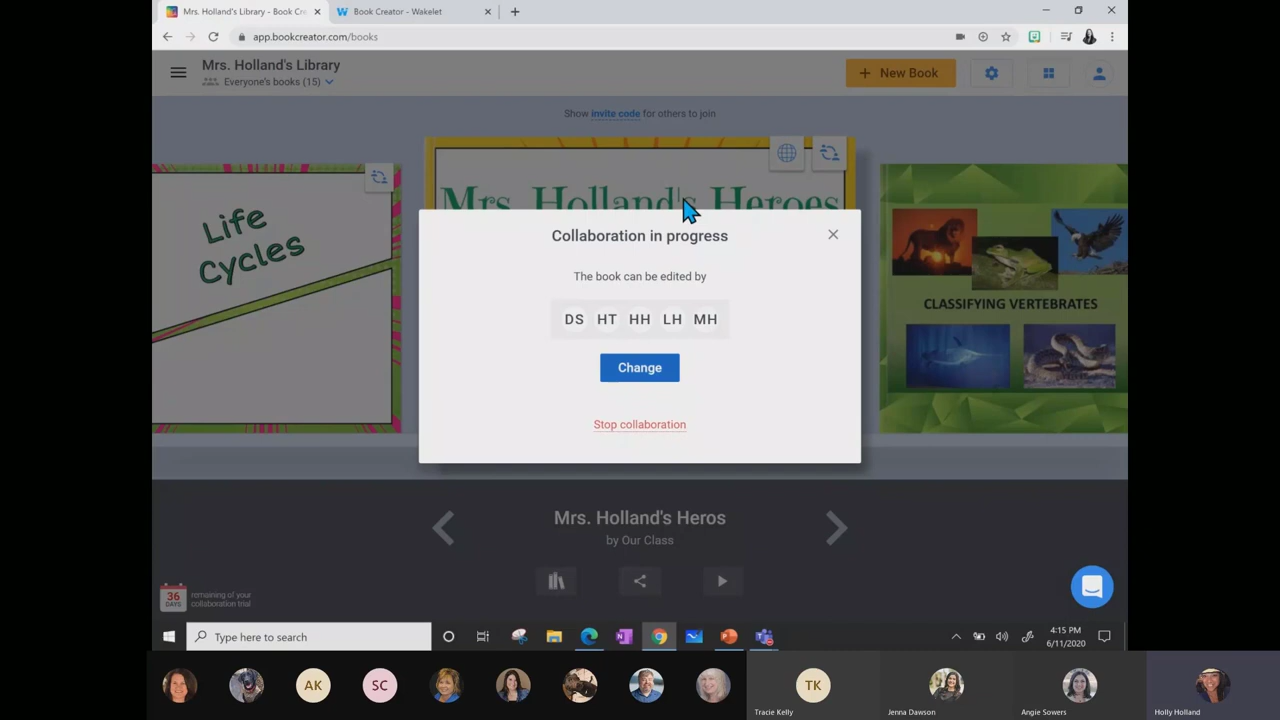 Mrs. Holland's Library - Book Cre
Book Creator - Wakelet
app.bookcreator.com/books
Mrs. Holland's Library
Everyone's books (15)
+ New Book
Show invite code for others to join
Life
Cycles
Mrs. Holland's Heroes
CLASSIFYING VERTEBRATES
Collaboration in progress
The book can be edited by
DS HT HH LH MH
Change
Stop collaboration
Mrs. Holland's Heros
by Our Class
36
DAYS
remaining of your
collaboration trial
Type here to search
4:15 PM
6/11/2020
AK
SC
TK
Tracie Kelly
Jenna Dawson
Angie Sowers
Holly Holland